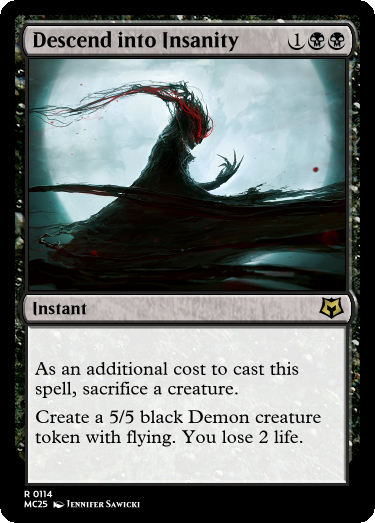 Descend into Insanity 1
Instant
As an additional cost to cast this
spell, sacrifice a creature.
Create a 5/5 black Demon creature
token with flying. You lose 2 life.
R 0114
MC25 Jennifer Sawicki